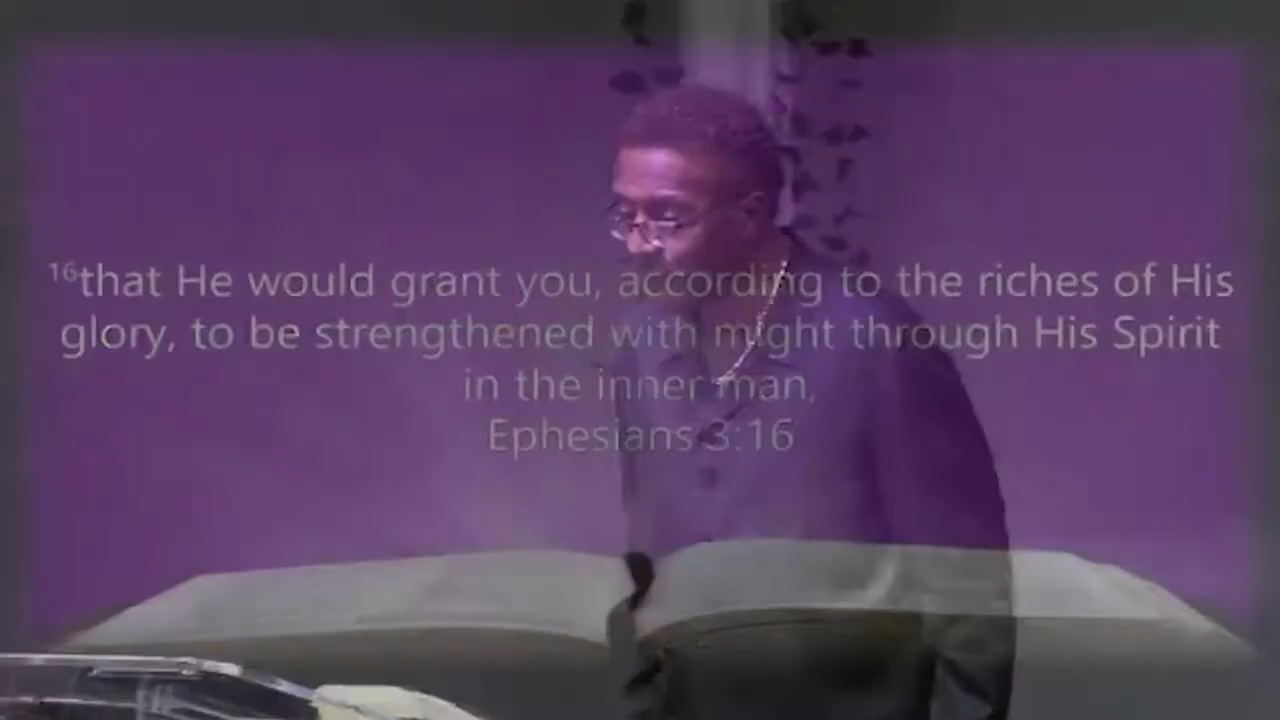 ¹⁶that He would grant you, according to the riches of His
glory, to be strengthened with might through His Spirit
in the inner man,
Ephesians 3:16